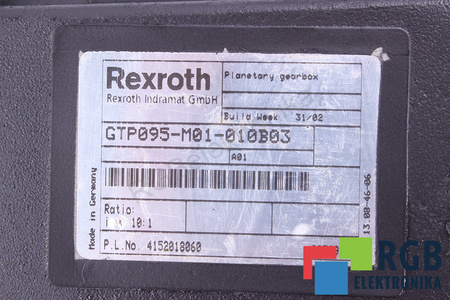 Rexroth
Rexroth Indramat GmbH
Planetary gearbox
Build Week 31/02
GTP095-M01-010B03
A01
Made in Germany
Ratio:
i = 10:1
P.L.No. 4152018060
13.08-46-06
RGB
ELEKTRONIKA